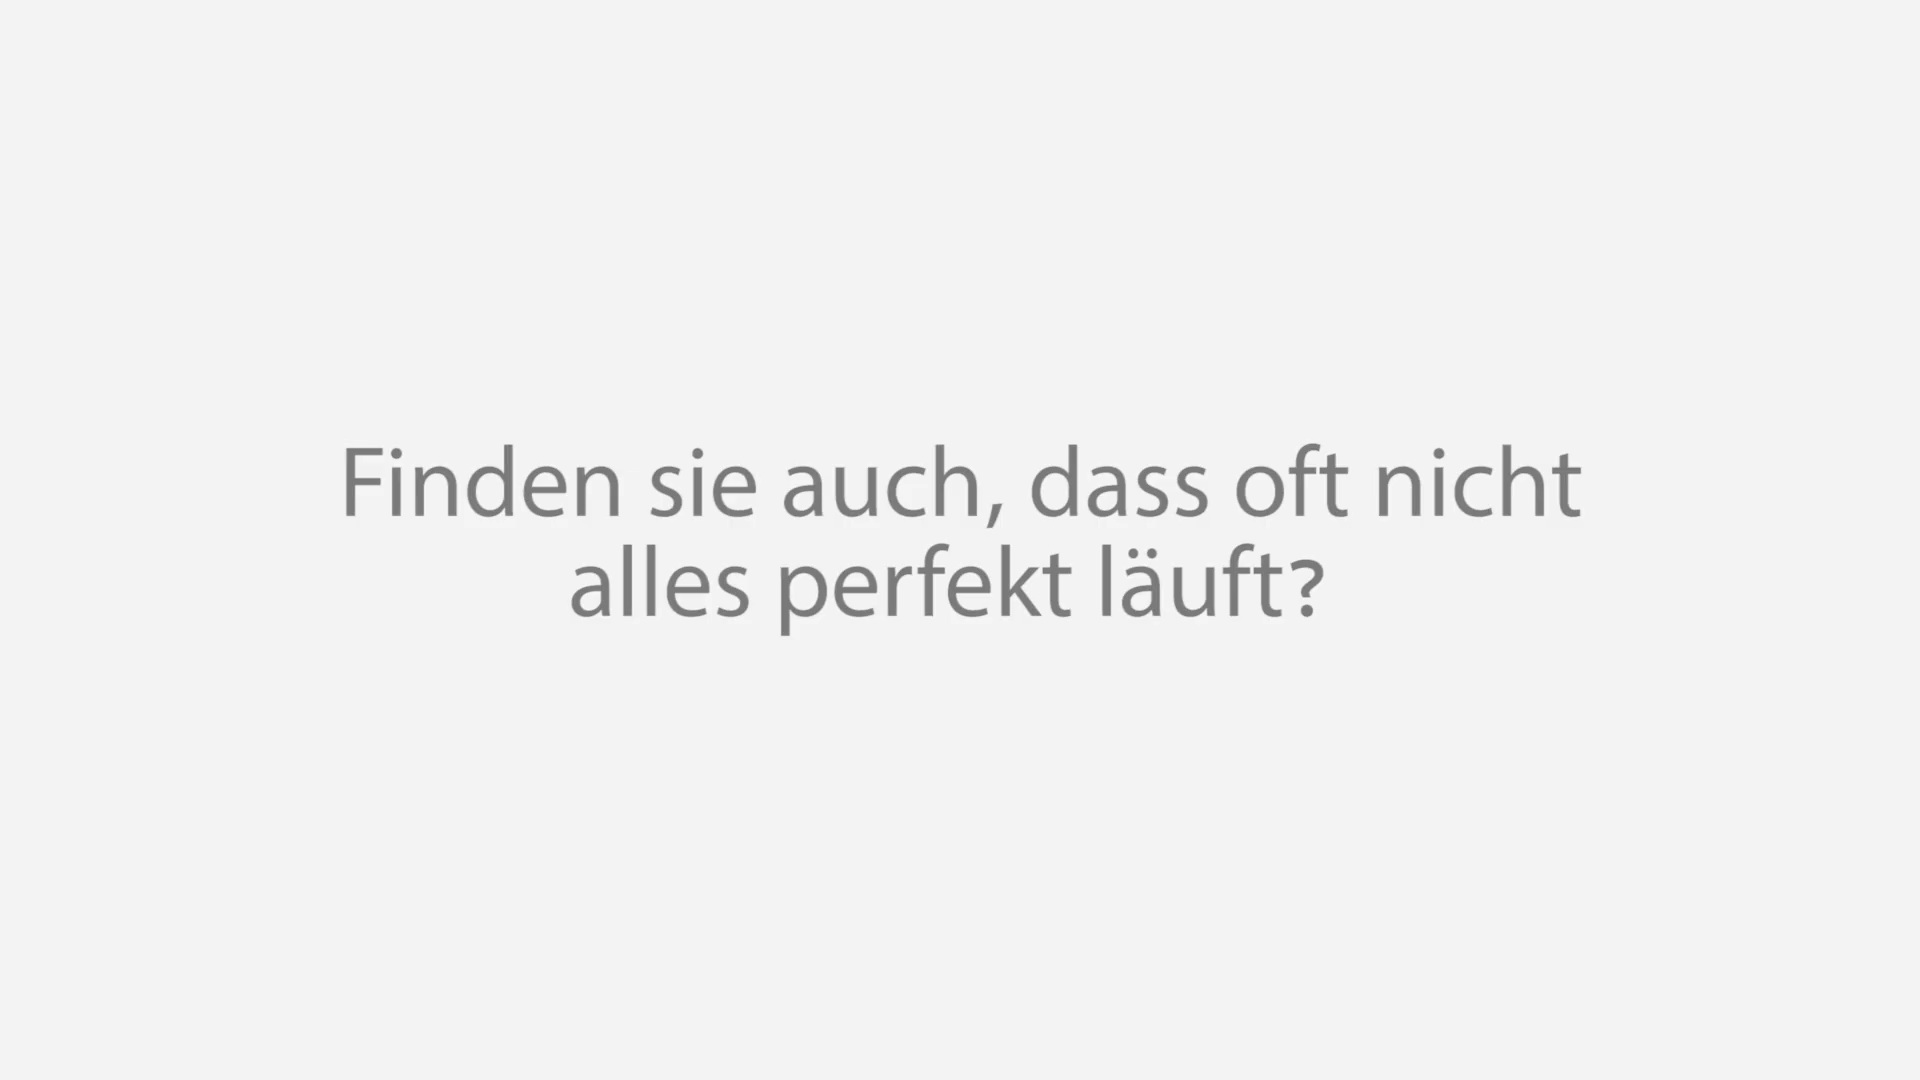 Finden sie auch, dass oft nicht
alles perfekt läuft?